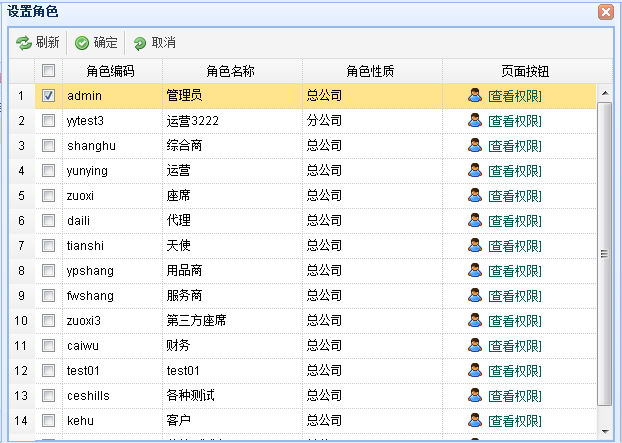 设置角色
刷新 确定 取消
角色编码 角色名称 角色性质 页面按钮
1 admin 管理员 总公司 [查看权限]
2 yytest3 运营3222 分公司 [查看权限]
3 shanghu 综合商 总公司 [查看权限]
4 yunying 运营 总公司 [查看权限]
5 zuoxi 座席 总公司 [查看权限]
6 daili 代理 总公司 [查看权限]
7 tianshi 天使 总公司 [查看权限]
8 ypshang 用品商 总公司 [查看权限]
9 fwshang 服务商 总公司 [查看权限]
10 zuoxi3 第三方座席 总公司 [查看权限]
11 caiwu 财务 总公司 [查看权限]
12 test01 test01 总公司 [查看权限]
13 ceshills 各种测试 总公司 [查看权限]
14 kehu 客户 总公司 [查看权限]